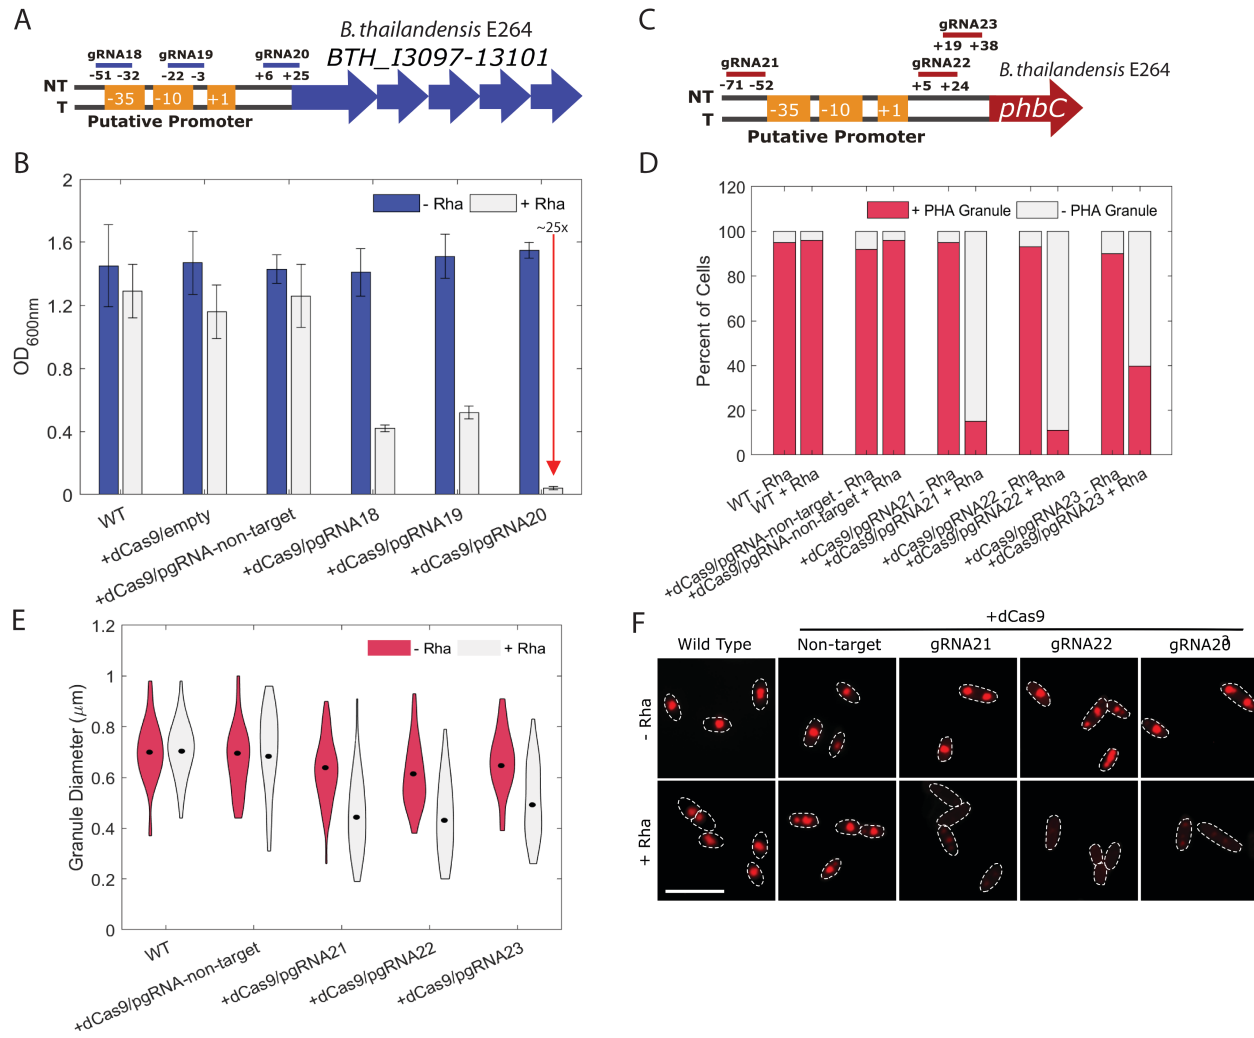 A
B. thailandensis E264
BTH_I3097-13101
gRNA18 gRNA19 gRNA20
-51 -32 -22 -3 +6 +25
NT
T
-35 -10 +1
Putative Promoter
C
gRNA23
+19 +38
gRNA21 gRNA22
-71 -52 +5 +24
B. thailandensis E264
NT
T
-35 -10 +1 phbC
Putative Promoter
B
OD600nm
2
1.6
1.2
0.8
0.4
0
- Rha + Rha
~25x
WT
+dCas9/empty
+dCas9/pgRNA-non-target
+dCas9/pgRNA18
+dCas9/pgRNA19
+dCas9/pgRNA20
D
Percent of Cells
120
100
80
60
40
20
0
+ PHA Granule - PHA Granule
WT - Rha
WT + Rha
+dCas9/pgRNA-non-target - Rha
+dCas9/pgRNA-non-target + Rha
+dCas9/pgRNA21 - Rha
+dCas9/pgRNA21 + Rha
+dCas9/pgRNA22 - Rha
+dCas9/pgRNA22 + Rha
+dCas9/pgRNA23 - Rha
+dCas9/pgRNA23 + Rha
E
Granule Diameter (μm)
1.2
1
0.8
0.6
0.4
0.2
0
- Rha + Rha
WT
+dCas9/pgRNA-non-target
+dCas9/pgRNA21
+dCas9/pgRNA22
+dCas9/pgRNA23
F
+dCas9
Wild Type Non-target gRNA21 gRNA22
- Rha
+ Rha